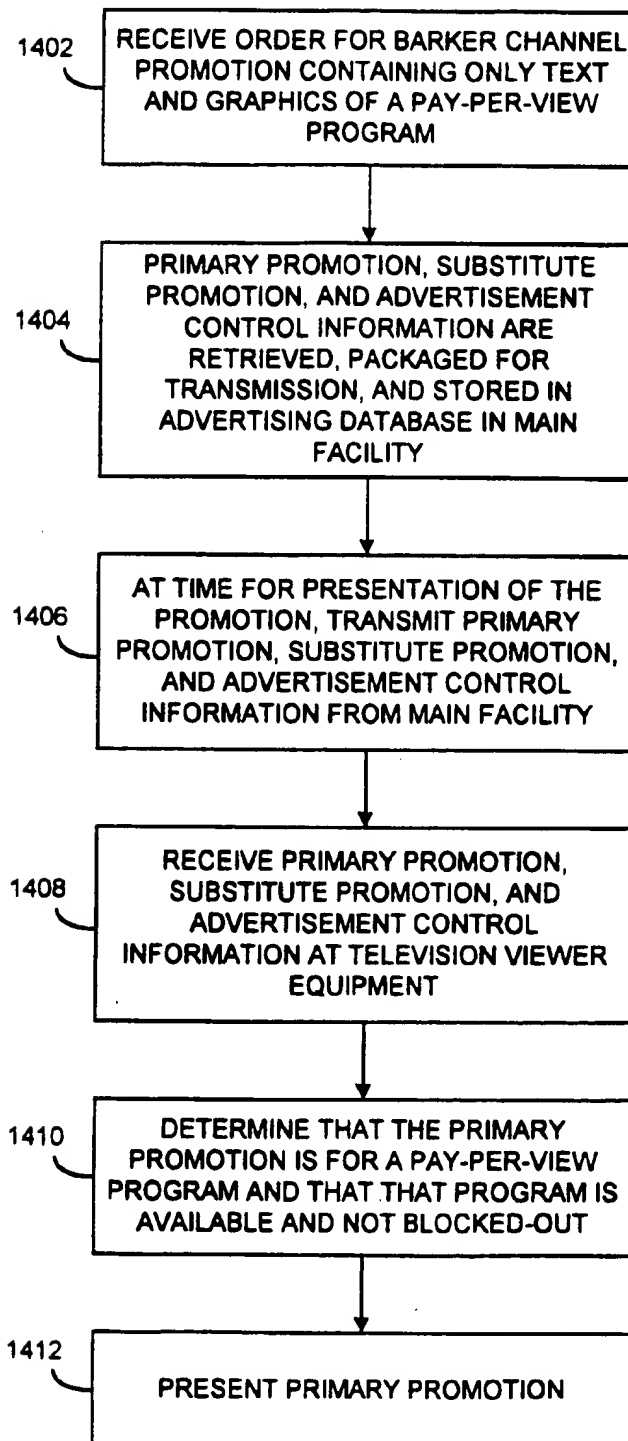 1402
RECEIVE ORDER FOR BARKER CHANNEL
PROMOTION CONTAINING ONLY TEXT
AND GRAPHICS OF A PAY-PER-VIEW
PROGRAM
1404
PRIMARY PROMOTION, SUBSTITUTE
PROMOTION, AND ADVERTISEMENT
CONTROL INFORMATION ARE
RETRIEVED, PACKAGED FOR
TRANSMISSION, AND STORED IN
ADVERTISING DATABASE IN MAIN
FACILITY
1406
AT TIME FOR PRESENTATION OF THE
PROMOTION, TRANSMIT PRIMARY
PROMOTION, SUBSTITUTE PROMOTION,
AND ADVERTISEMENT CONTROL
INFORMATION FROM MAIN FACILITY
1408
RECEIVE PRIMARY PROMOTION,
SUBSTITUTE PROMOTION, AND
ADVERTISEMENT CONTROL
INFORMATION AT TELEVISION VIEWER
EQUIPMENT
1410
DETERMINE THAT THE PRIMARY
PROMOTION IS FOR A PAY-PER-VIEW
PROGRAM AND THAT THAT PROGRAM IS
AVAILABLE AND NOT BLOCKED-OUT
1412
PRESENT PRIMARY PROMOTION